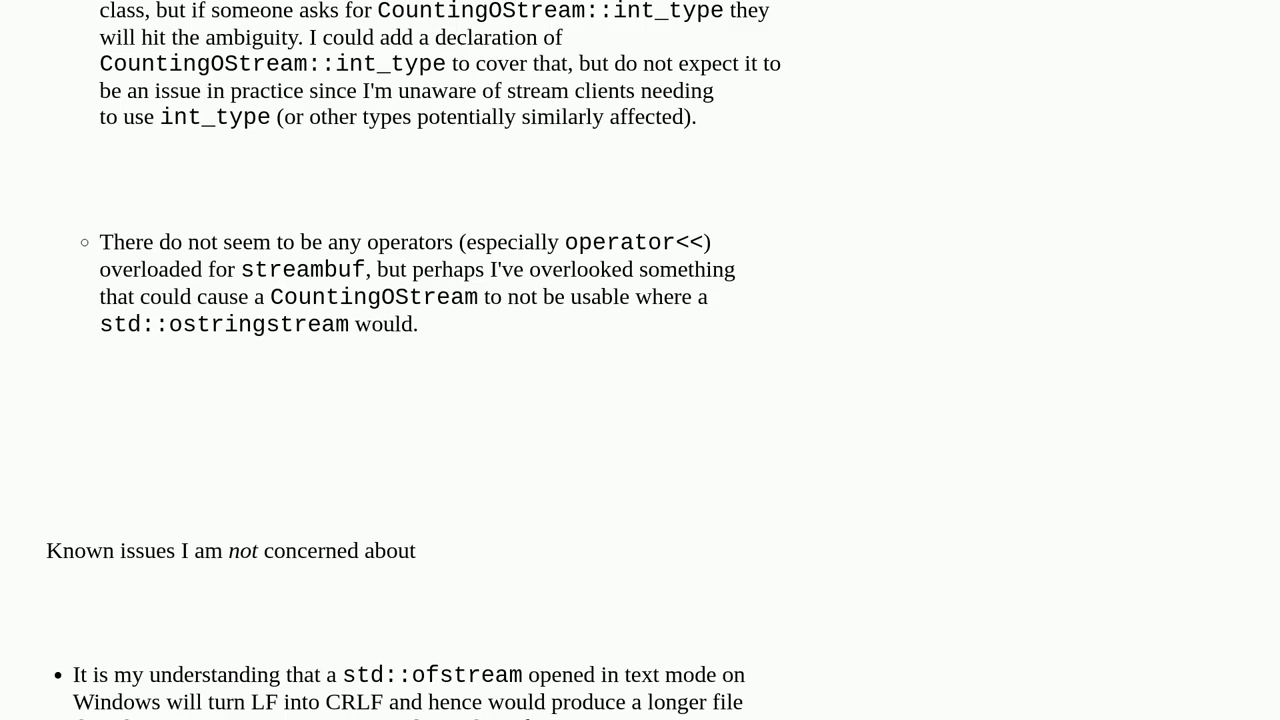 class, but if someone asks for CountingOStream::int_type they
will hit the ambiguity. I could add a declaration of
CountingOStream::int_type to cover that, but do not expect it to
be an issue in practice since I'm unaware of stream clients needing
to use int_type (or other types potentially similarly affected).
There do not seem to be any operators (especially operator<<)
overloaded for streambuf, but perhaps I've overlooked something
that could cause a CountingOStream to not be usable where a
std::ostringstream would.
Known issues I am not concerned about
It is my understanding that a std::ofstream opened in text mode on
Windows will turn LF into CRLF and hence would produce a longer file